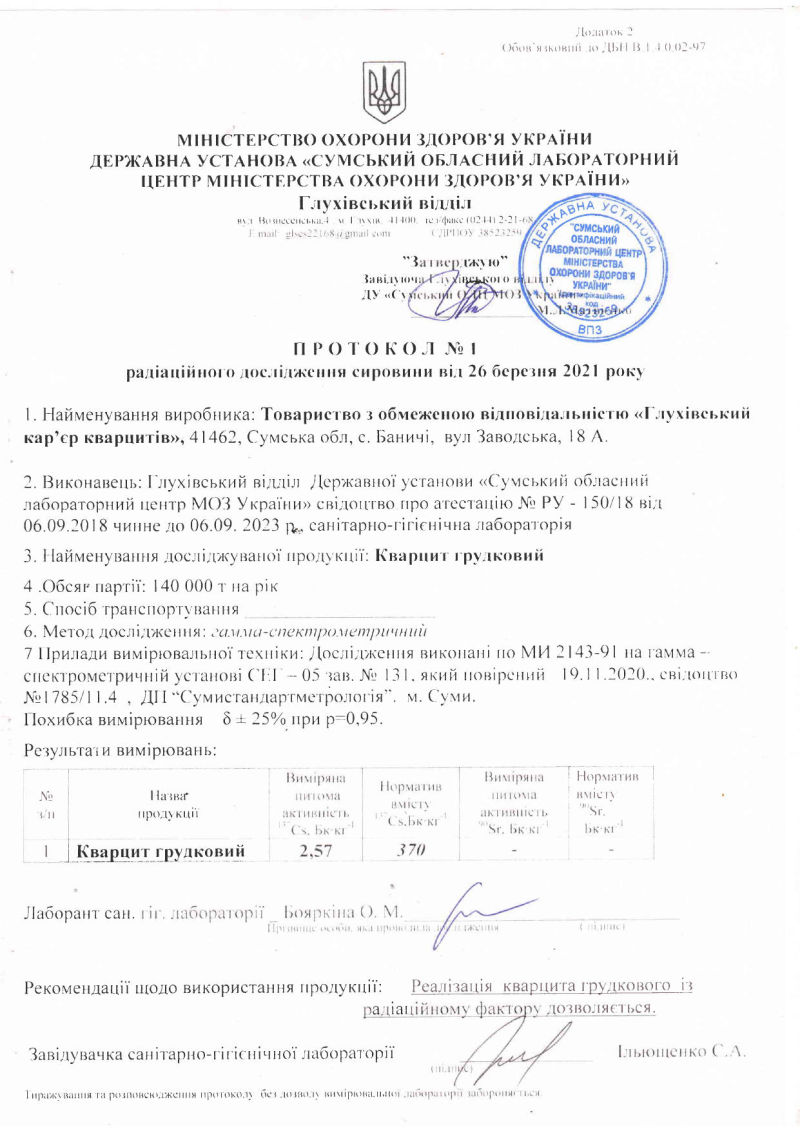 Додаток 2
Обов'язковий до ДБН В 1.4 0.02-97
МІНІСТЕРСТВО ОХОРОНИ ЗДОРОВ'Я УКРАЇНИ
ДЕРЖАВНА УСТАНОВА «СУМСЬКИЙ ОБЛАСНИЙ ЛАБОРАТОРНИЙ
ЦЕНТР МІНІСТЕРСТВА ОХОРОНИ ЗДОРОВ'Я УКРАЇНИ»
Глухівський відділ
вул. Вознесенська,4 , м. Глухів, 41400, тел/факс (02444) 2-21-68
E.mail: glses22168@gmail.com ЄДРПОУ 38523259
ДЕРЖАВНА УСТАНОВА
"СУМСЬКИЙ
ОБЛАСНИЙ
ЛАБОРАТОРНИЙ ЦЕНТР
МІНІСТЕРСТВА
ОХОРОНИ ЗДОРОВ'Я
УКРАЇНИ"
Ідентифікаційний
код
38523259
ВПЗ
"Затверджую"
Завідуюча Глухівського відділу
ДУ «Сумський ОЛЦ МОЗ України»
П Р О Т О К О Л № 1
радіаційного дослідження сировини від 26 березня 2021 року
1. Найменування виробника: Товариство з обмеженою відповідальністю «Глухівський
кар'єр кварцитів», 41462, Сумська обл, с. Баничі, вул Заводська, 18 А.
2. Виконавець: Глухівський відділ Державної установи «Сумський обласний
лабораторний центр МОЗ України» свідоцтво про атестацію № РУ - 150/18 від
06.09.2018 чинне до 06.09. 2023 р., санітарно-гігієнічна лабораторія
3. Найменування досліджуваної продукції: Кварцит грудковий
4 .Обсяг партії: 140 000 т на рік
5. Спосіб транспортування
6. Метод дослідження: гамма-спектрометричний
7 Прилади вимірювальної техніки: Дослідження виконані по МИ 2143-91 на гамма –
спектрометричній установі СЕГ – 05 зав. № 131, який повірений 19.11.2020., свідоцтво
№1785/11.4 , ДП "Сумистандартметрологія". м. Суми.
Похибка вимірювання δ ± 25% при р=0,95.
Результати вимірювань:
№ з/п Назва продукції Виміряна питома активність ¹³⁷Cs, Бк·кг⁻¹ Норматив вмісту ¹³⁷Cs,Бк·кг⁻¹ Виміряна питома активність ⁹⁰Sr, Бк·кг⁻¹ Норматив вмісту ⁹⁰Sr, Бк·кг⁻¹
1 Кварцит грудковий 2,57 370 - -
Лаборант сан. гіг. лабораторії _ Бояркіна О. М.
Прізвище особи, яка проводила дослідження (підпис)
Рекомендації щодо використання продукції: Реалізація кварцита грудкового із
радіаційному фактору дозволяється.
Завідувачка санітарно-гігієнічної лабораторії Ільющенко С.А.
(підпис)
Тиражування та розповсюдження протоколу без дозволу вимірювальної лабораторії забороняється